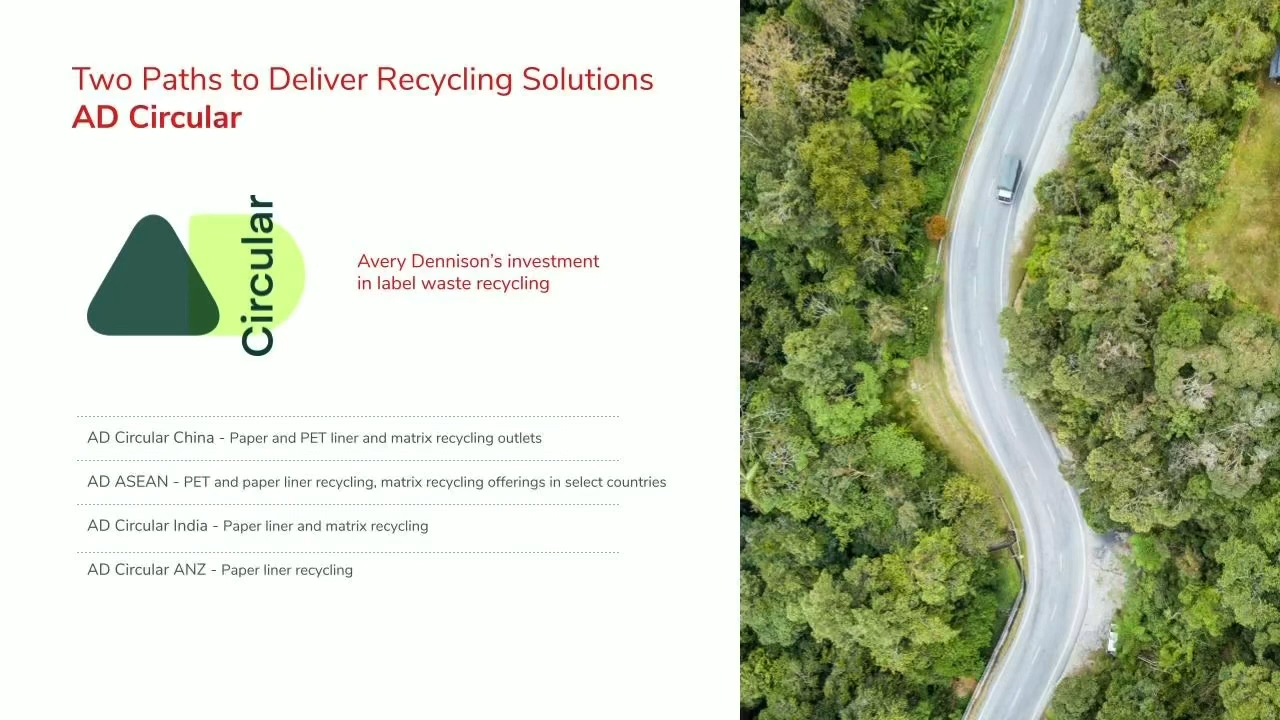 Two Paths to Deliver Recycling Solutions
AD Circular
Circular
Avery Dennison’s investment
in label waste recycling
AD Circular China - Paper and PET liner and matrix recycling outlets
AD ASEAN - PET and paper liner recycling, matrix recycling offerings in select countries
AD Circular India - Paper liner and matrix recycling
AD Circular ANZ - Paper liner recycling